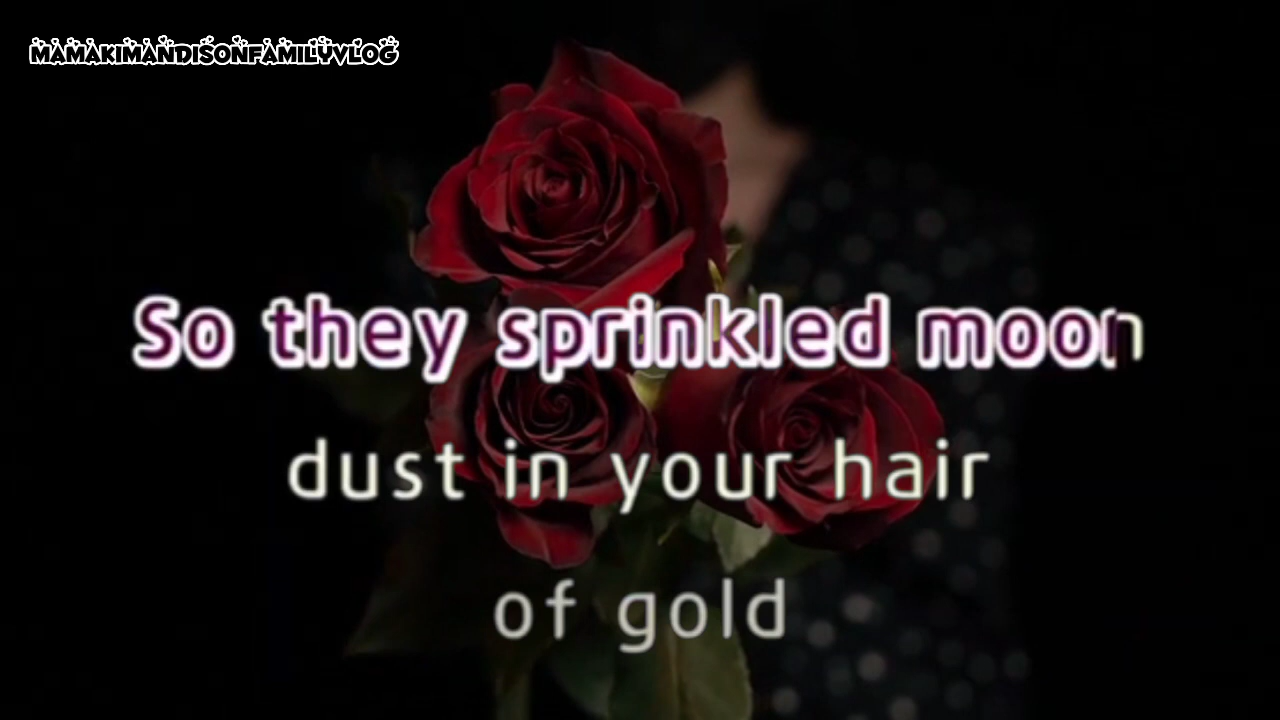 MAMAKIMANDISONFAMILYVLOG
So they sprinkled moon
dust in your hair
of gold